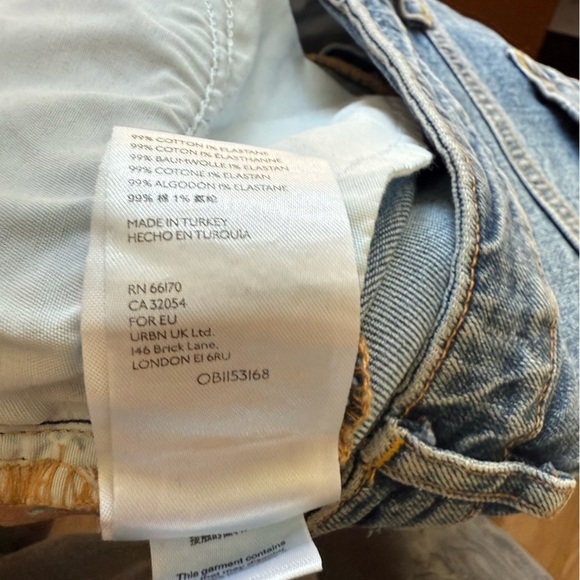 99% COTTON 1% ELASTANE
99% COTON 1% ELASTHANNE
99% BAUMWOLLE 1% ELASTAN
99% COTONE 1% ELASTAN
99% ALGODÓN 1% ELASTANE
99% 棉 1% 氨纶
MADE IN TURKEY
HECHO EN TURQUÍA
RN 66170
CA 32054
FOR EU
URBN UK Ltd.
146 Brick Lane,
LONDON E1 6RU
OB1153168
This garment contains